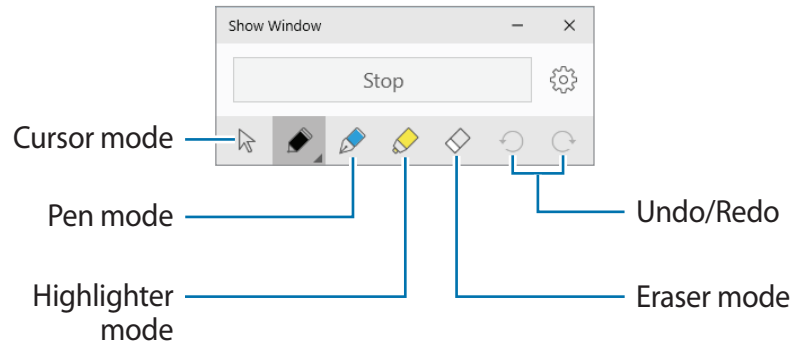 Show Window
Stop
Cursor mode
Pen mode
Undo/Redo
Highlighter
mode
Eraser mode